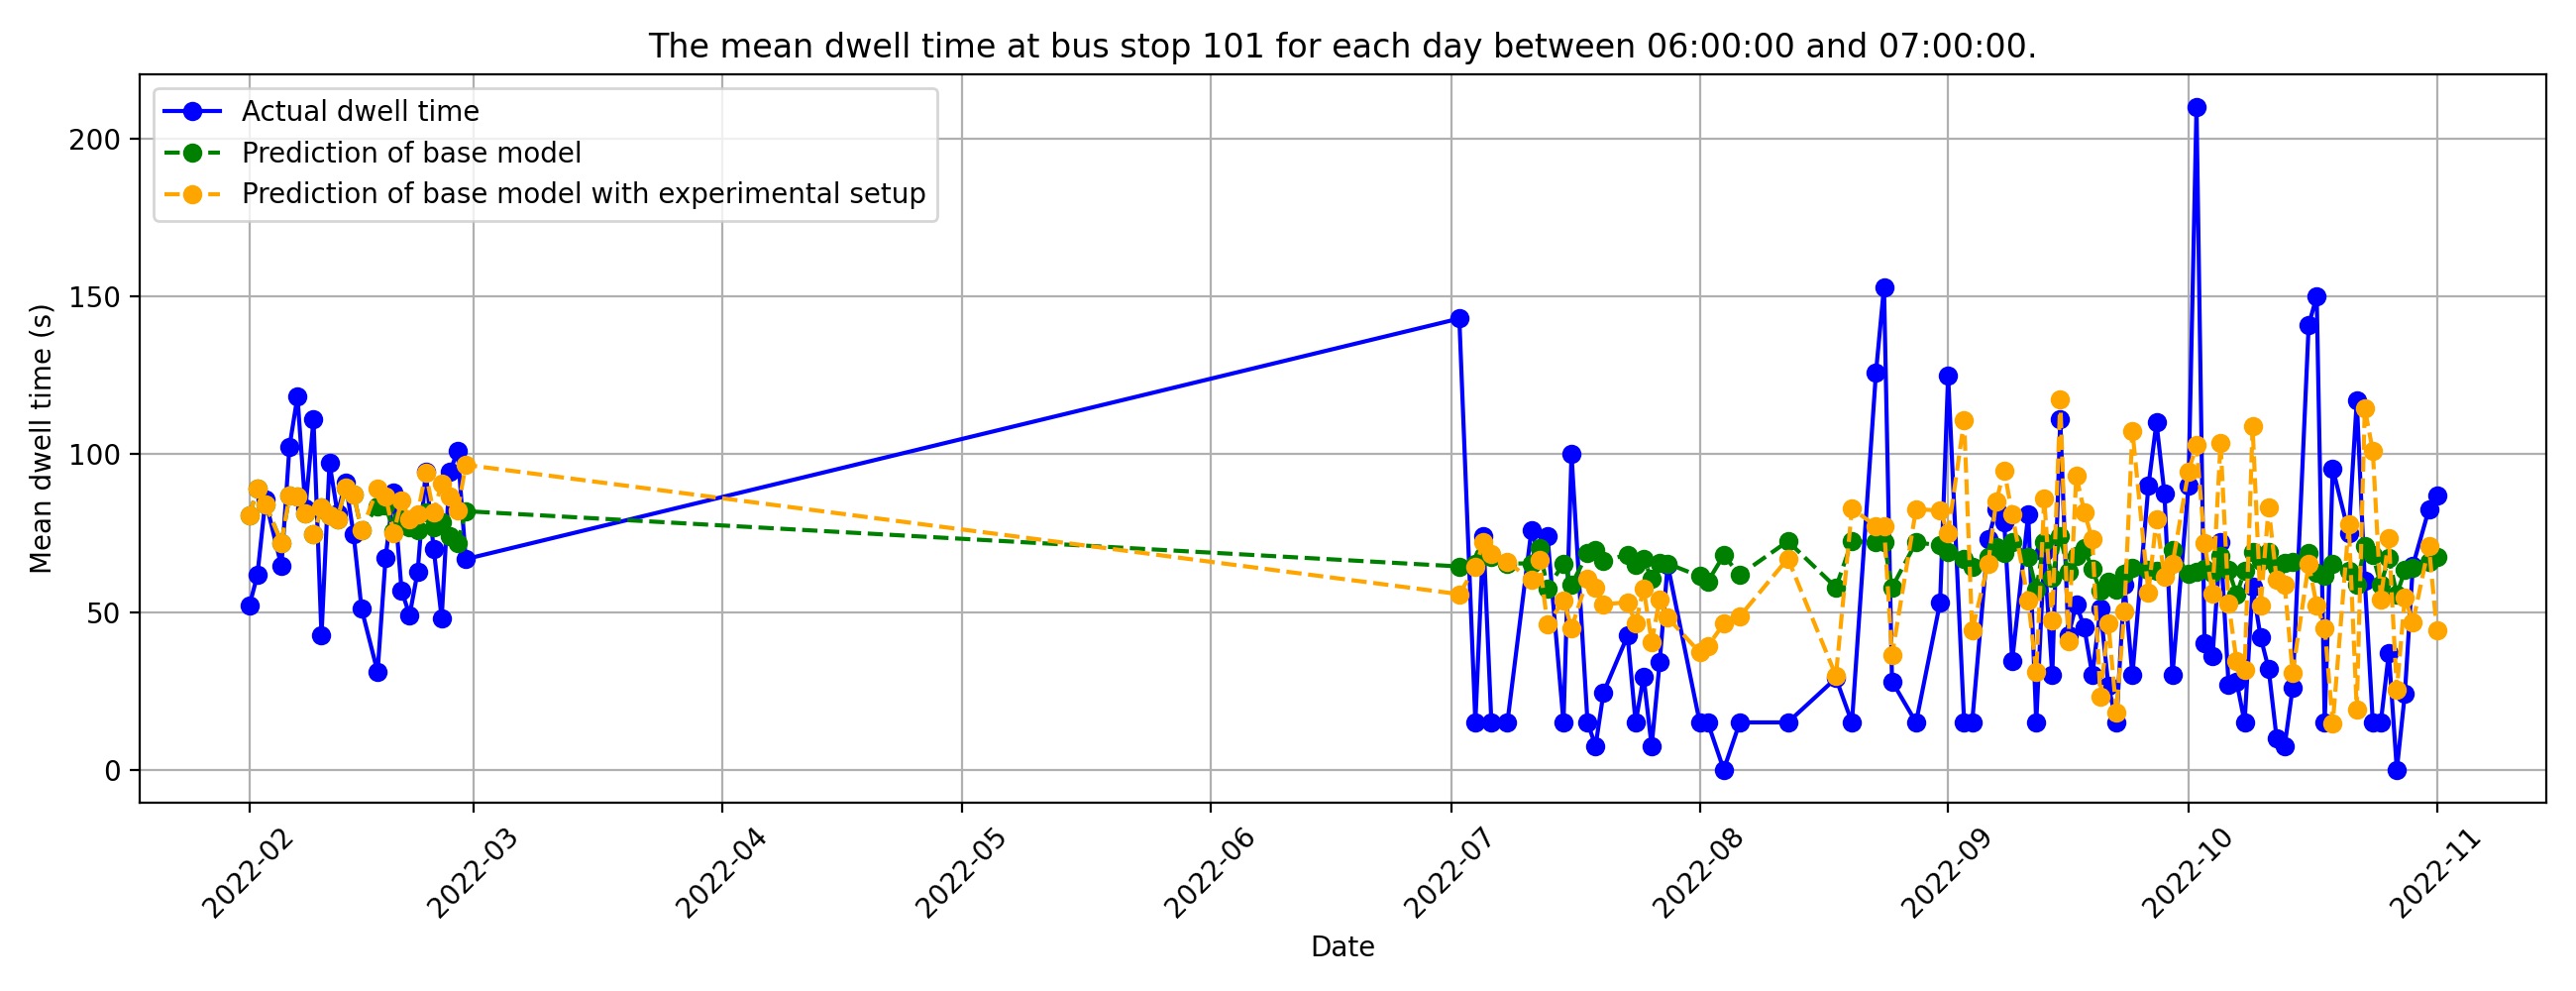 The mean dwell time at bus stop 101 for each day between 06:00:00 and 07:00:00.
Actual dwell time
Prediction of base model
Prediction of base model with experimental setup
Mean dwell time (s)
200
150
100
50
0
2022-02
2022-03
2022-04
2022-05
2022-06
2022-07
2022-08
2022-09
2022-10
2022-11
Date